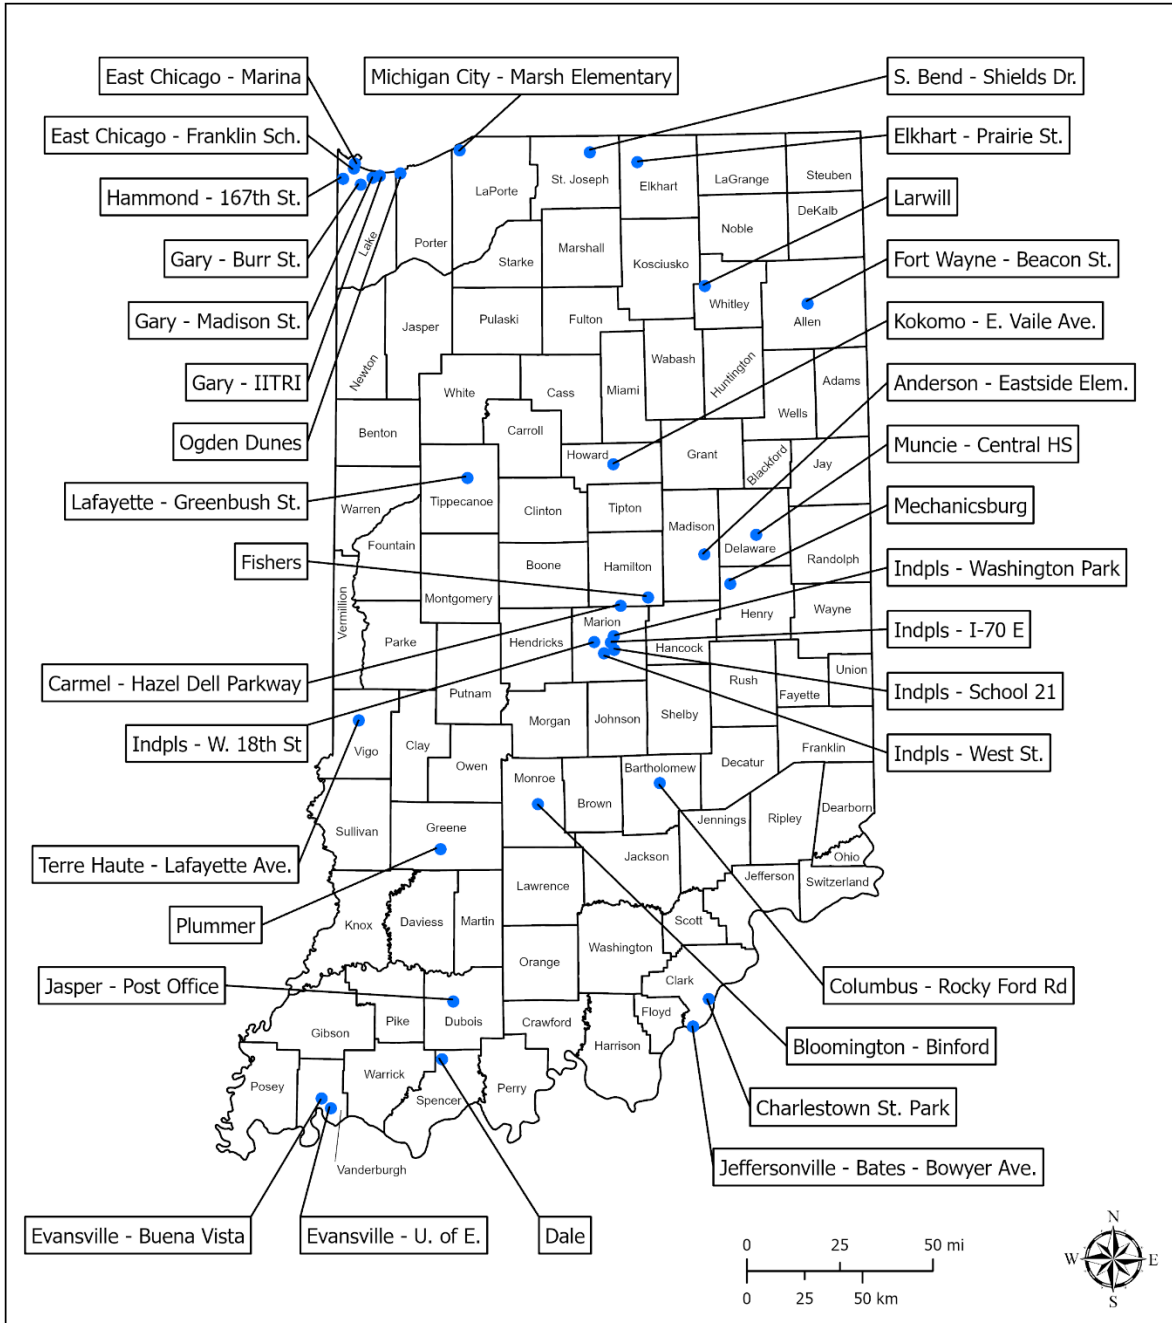 East Chicago - Marina
Michigan City - Marsh Elementary
S. Bend - Shields Dr.
East Chicago - Franklin Sch.
Elkhart - Prairie St.
Hammond - 167th St.
Larwill
Gary - Burr St.
Fort Wayne - Beacon St.
Gary - Madison St.
Kokomo - E. Vaile Ave.
Gary - IITRI
Anderson - Eastside Elem.
Ogden Dunes
Muncie - Central HS
Lafayette - Greenbush St.
Mechanicsburg
Fishers
Indpls - Washington Park
Indpls - I-70 E
Carmel - Hazel Dell Parkway
Indpls - School 21
Indpls - W. 18th St
Indpls - West St.
Terre Haute - Lafayette Ave.
Plummer
Jasper - Post Office
Columbus - Rocky Ford Rd
Bloomington - Binford
Charlestown St. Park
Jeffersonville - Bates - Bowyer Ave.
Evansville - Buena Vista
Evansville - U. of E.
Dale
LaPorte
St. Joseph
Elkhart
LaGrange
Steuben
Lake
Porter
Noble
DeKalb
Starke
Marshall
Kosciusko
Whitley
Allen
Newton
Jasper
Pulaski
Fulton
Wabash
Huntington
White
Cass
Miami
Wells
Adams
Benton
Carroll
Howard
Grant
Blackford
Jay
Warren
Tippecanoe
Clinton
Tipton
Madison
Delaware
Randolph
Fountain
Boone
Hamilton
Vermillion
Montgomery
Henry
Wayne
Parke
Hendricks
Marion
Hancock
Putnam
Rush
Fayette
Union
Vigo
Clay
Morgan
Johnson
Shelby
Owen
Decatur
Franklin
Monroe
Brown
Bartholomew
Sullivan
Greene
Jennings
Ripley
Dearborn
Lawrence
Jackson
Jefferson
Ohio
Switzerland
Knox
Daviess
Martin
Scott
Washington
Orange
Clark
Gibson
Pike
Dubois
Crawford
Floyd
Harrison
Posey
Warrick
Spencer
Perry
Vanderburgh
0 25 50 mi
0 25 50 km
N
W
E
S